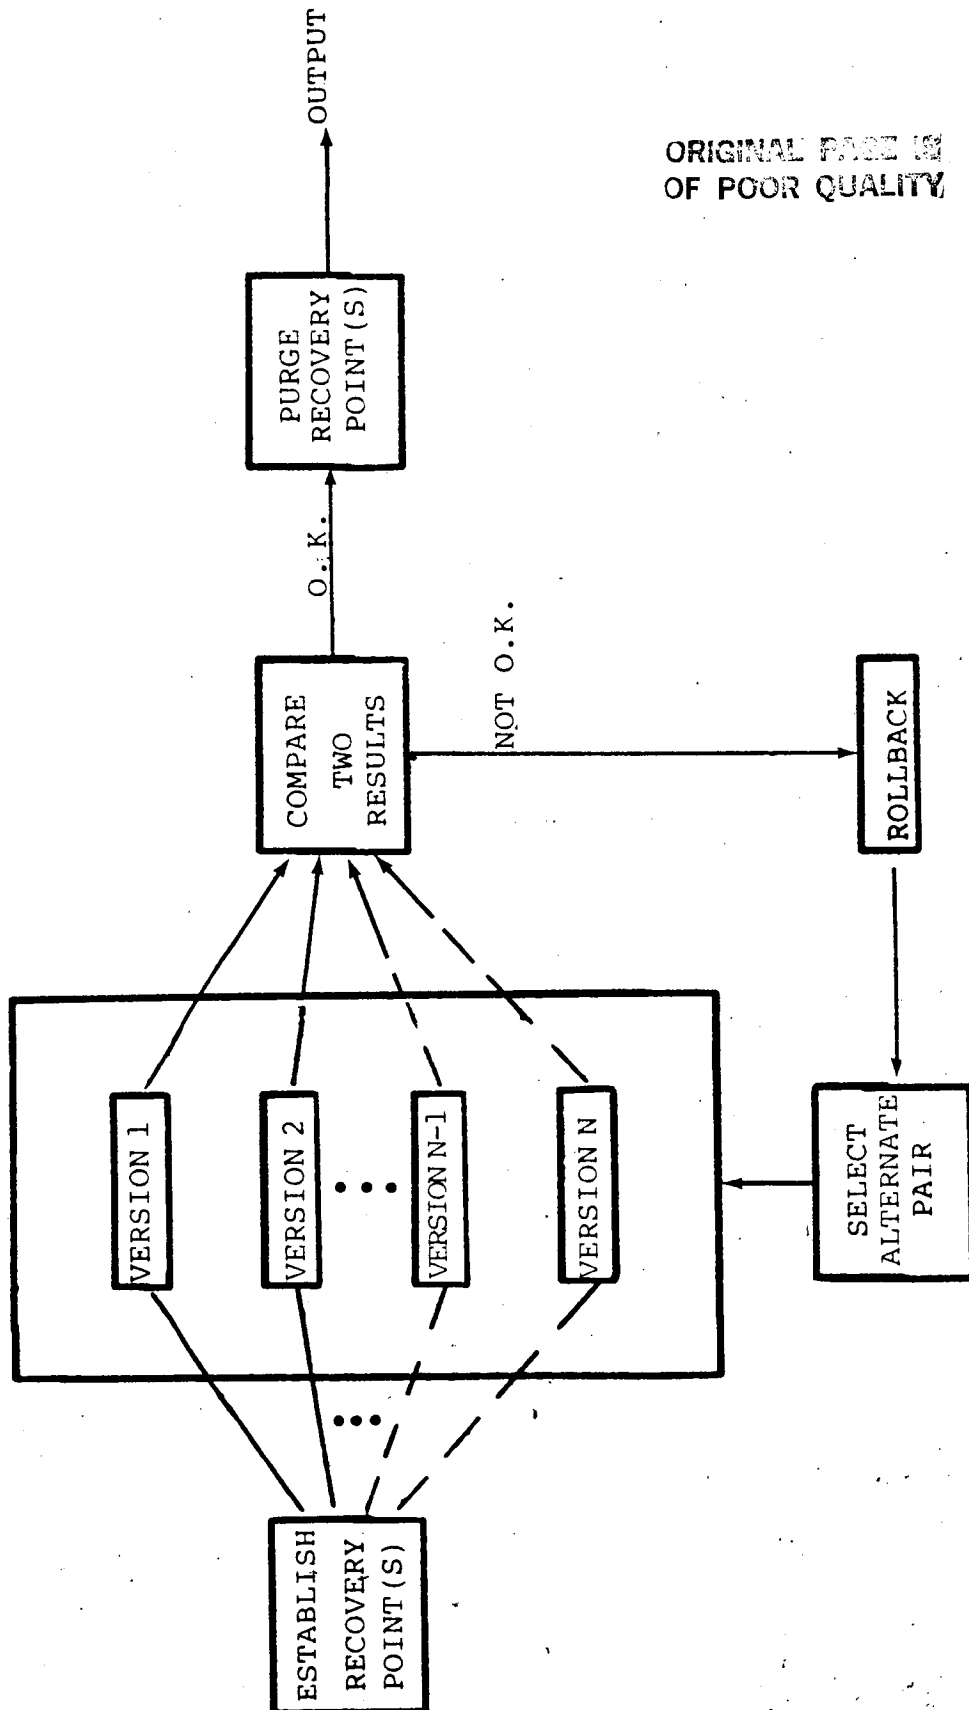 ORIGINAL PAGE IS
OF POOR QUALITY
ESTABLISH
RECOVERY
POINT(S)
VERSION 1
VERSION 2
VERSION N-1
VERSION N
COMPARE
TWO
RESULTS
O.K.
PURGE
RECOVERY
POINT(S)
OUTPUT
NOT O.K.
ROLLBACK
SELECT
ALTERNATE
PAIR